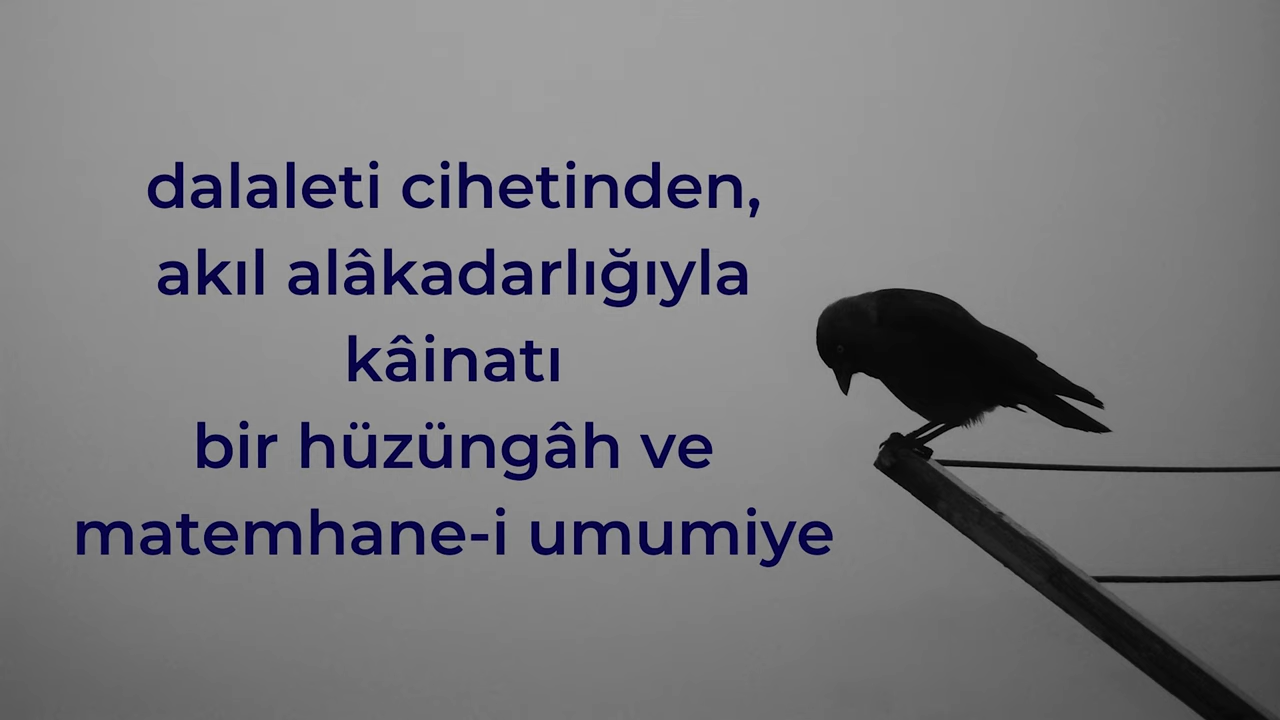 dalaleti cihetinden,
akıl alâkadarlığıyla
kâinatı
bir hüzüngâh ve
matemhane-i umumiye